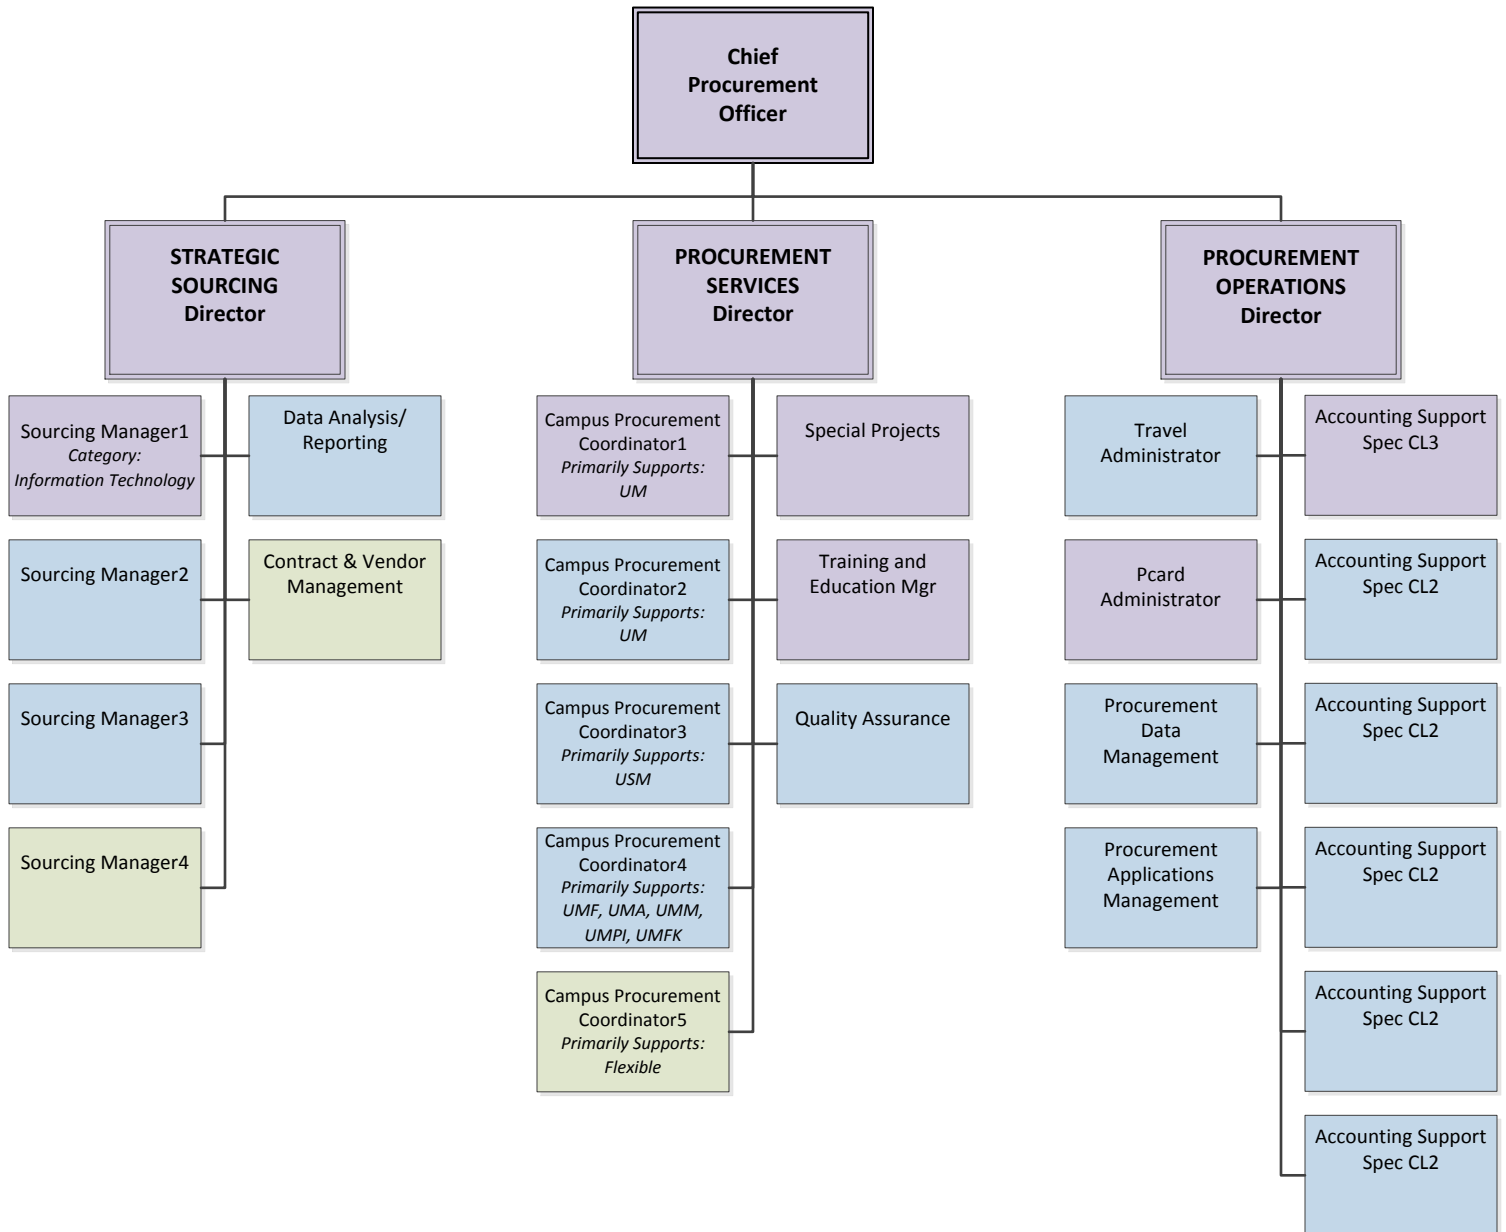 Chief
Procurement
Officer
STRATEGIC
SOURCING
Director
PROCUREMENT
SERVICES
Director
PROCUREMENT
OPERATIONS
Director
Sourcing Manager1
Category:
Information Technology
Data Analysis/
Reporting
Sourcing Manager2
Contract & Vendor
Management
Sourcing Manager3
Sourcing Manager4
Campus Procurement
Coordinator1
Primarily Supports:
UM
Special Projects
Campus Procurement
Coordinator2
Primarily Supports:
UM
Training and
Education Mgr
Campus Procurement
Coordinator3
Primarily Supports:
USM
Quality Assurance
Campus Procurement
Coordinator4
Primarily Supports:
UMF, UMA, UMM,
UMPI, UMFK
Campus Procurement
Coordinator5
Primarily Supports:
Flexible
Travel
Administrator
Accounting Support
Spec CL3
Pcard
Administrator
Accounting Support
Spec CL2
Procurement
Data
Management
Accounting Support
Spec CL2
Procurement
Applications
Management
Accounting Support
Spec CL2
Accounting Support
Spec CL2
Accounting Support
Spec CL2